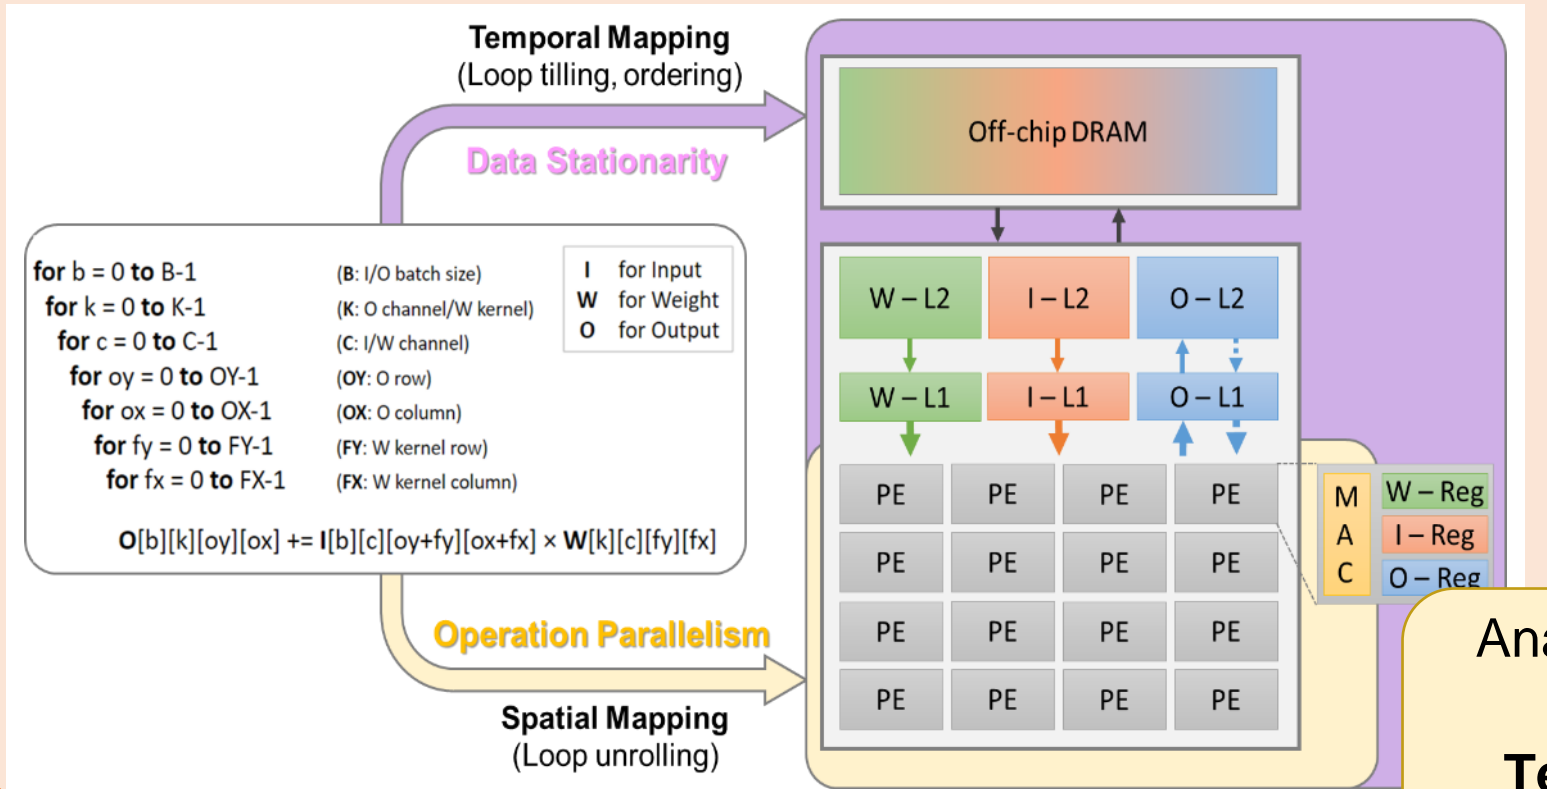 Temporal Mapping
(Loop tilling, ordering)
Data Stationarity
for b = 0 to B-1 (B: I/O batch size)
for k = 0 to K-1 (K: O channel/W kernel)
for c = 0 to C-1 (C: I/W channel)
for oy = 0 to OY-1 (OY: O row)
for ox = 0 to OX-1 (OX: O column)
for fy = 0 to FY-1 (FY: W kernel row)
for fx = 0 to FX-1 (FX: W kernel column)
I for Input
W for Weight
O for Output
O[b][k][oy][ox] += I[b][c][oy+fy][ox+fx] × W[k][c][fy][fx]
Operation Parallelism
Spatial Mapping
(Loop unrolling)
Off-chip DRAM
W – L2 I – L2 O – L2
W – L1 I – L1 O – L1
PE PE PE PE
PE PE PE PE
PE PE PE PE
PE PE PE PE
M
A
C
W – Reg
I – Reg
O – Reg